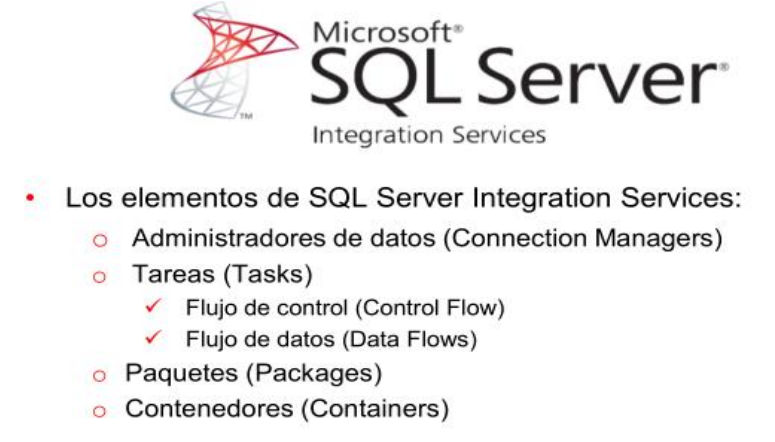 Microsoft®
SQL Server®
TM
Integration Services
• Los elementos de SQL Server Integration Services:
o Administradores de datos (Connection Managers)
o Tareas (Tasks)
✓ Flujo de control (Control Flow)
✓ Flujo de datos (Data Flows)
o Paquetes (Packages)
o Contenedores (Containers)